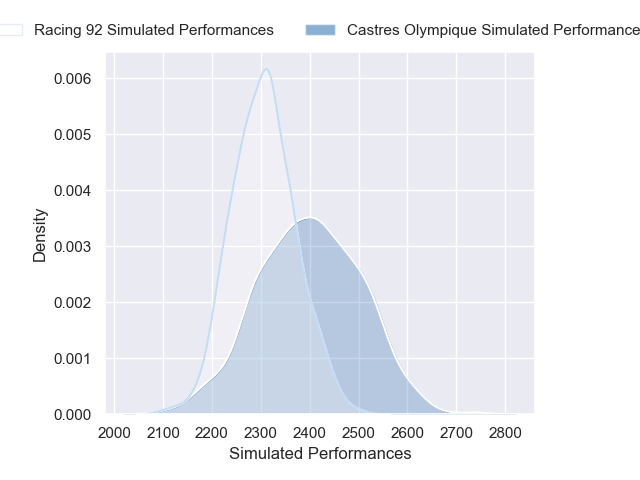 Racing 92 Simulated Performances
Castres Olympique Simulated Performance
0.006
0.005
0.004
0.003
0.002
0.001
0.000
Density
2000 2100 2200 2300 2400 2500 2600 2700 2800
Simulated Performances